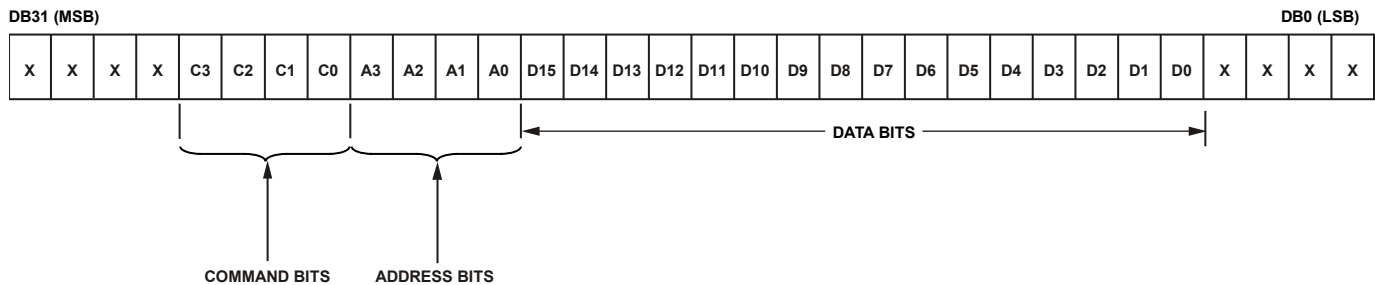 DB31 (MSB) DB0 (LSB)
X X X X C3 C2 C1 C0 A3 A2 A1 A0 D15 D14 D13 D12 D11 D10 D9 D8 D7 D6 D5 D4 D3 D2 D1 D0 X X X X
DATA BITS
COMMAND BITS ADDRESS BITS